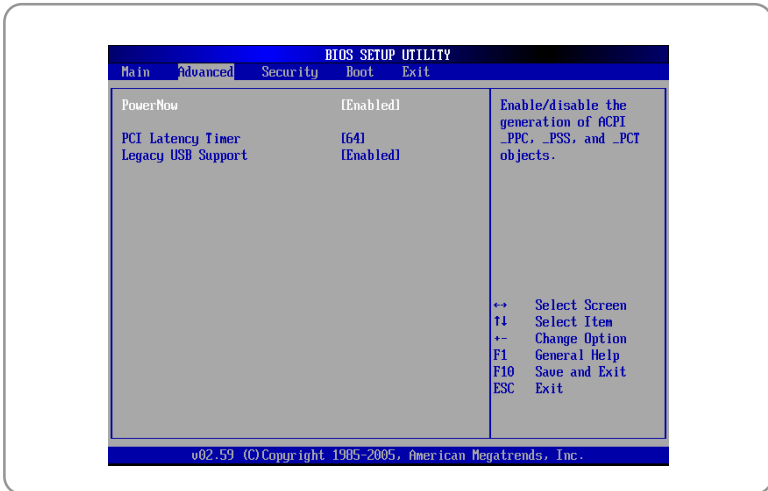 BIOS SETUP UTILITY
Main Advanced Security Boot Exit
PowerNow [Enabled]
PCI Latency Timer [64]
Legacy USB Support [Enabled]
Enable/disable the
generation of ACPI
_PPC, _PSS, and _PCT
objects.
↔ Select Screen
↑↓ Select Item
+- Change Option
F1 General Help
F10 Save and Exit
ESC Exit
v02.59 (C)Copyright 1985-2005, American Megatrends, Inc.